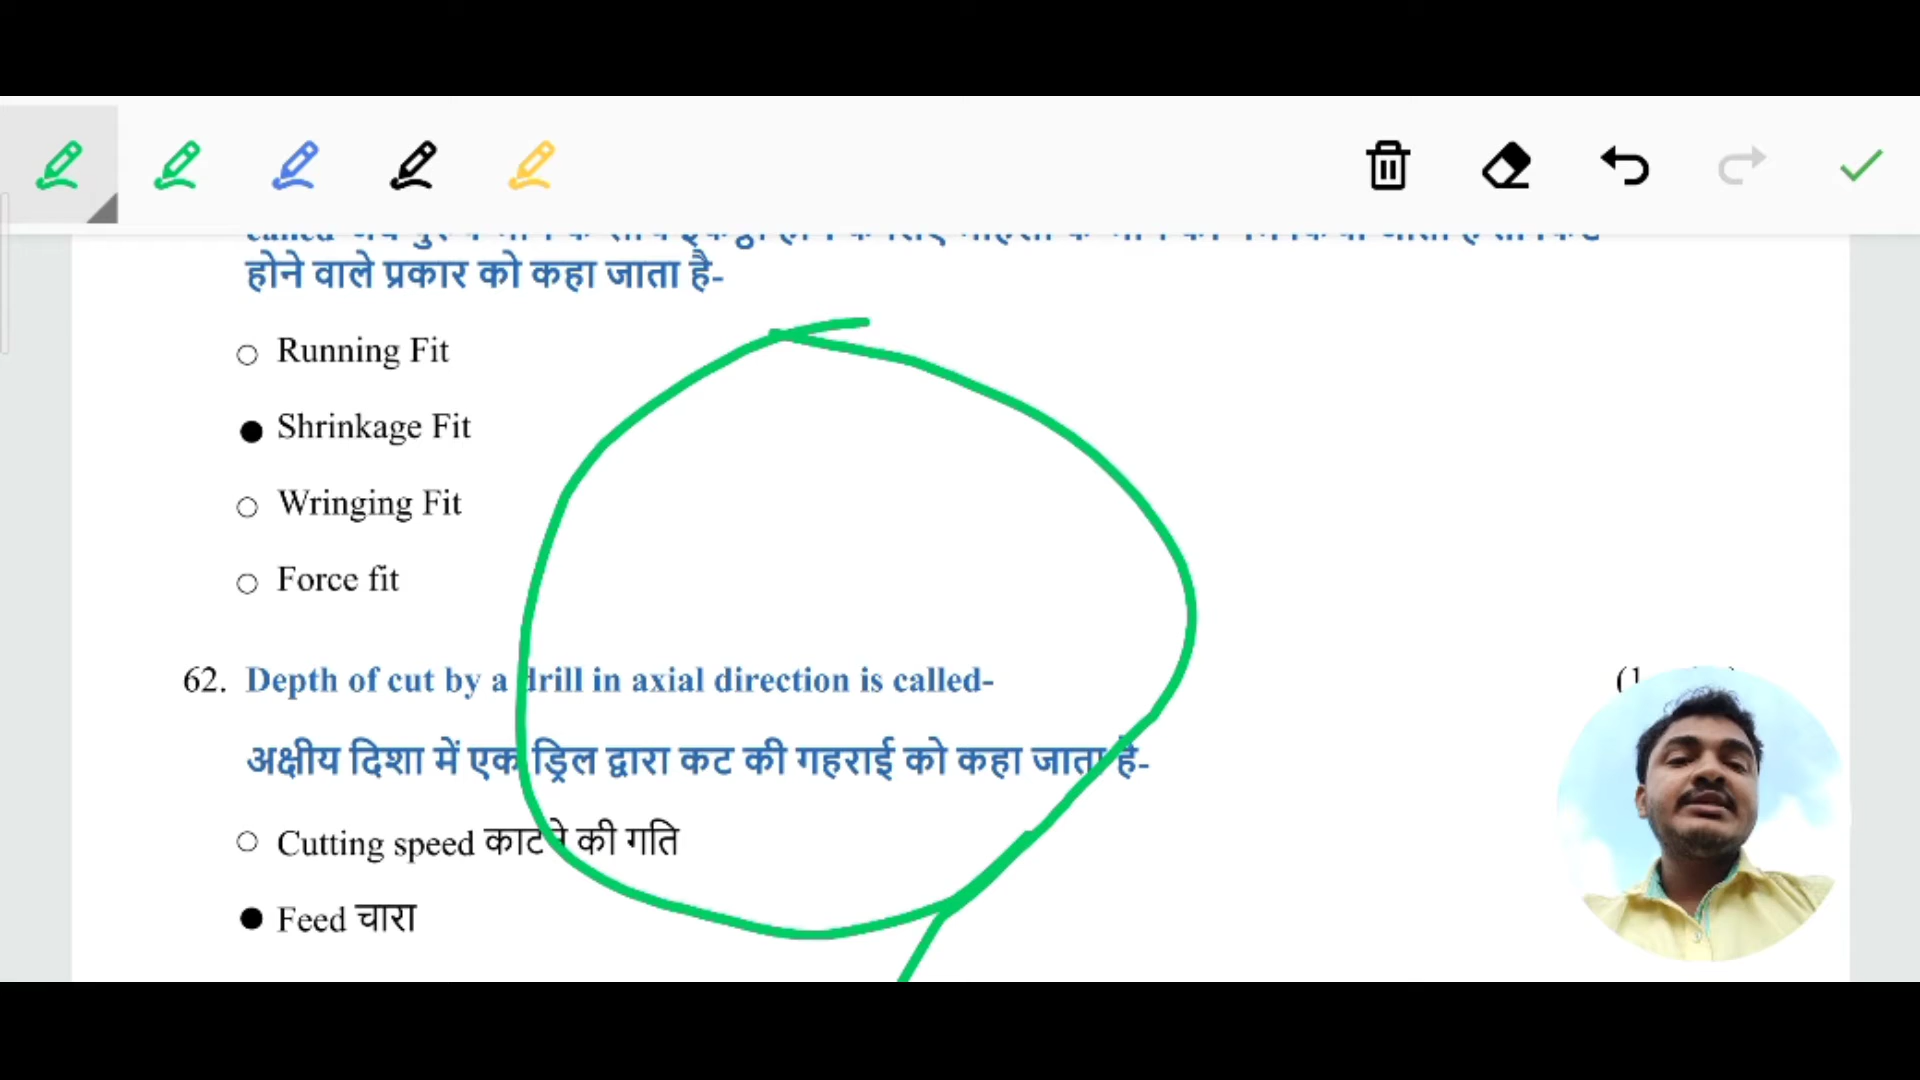 होने वाले प्रकार को कहा जाता है-
Running Fit
Shrinkage Fit
Wringing Fit
Force fit
62. Depth of cut by a drill in axial direction is called-
अक्षीय दिशा में एक ड्रिल द्वारा कट की गहराई को कहा जाता है-
Cutting speed काटने की गति
Feed चारा